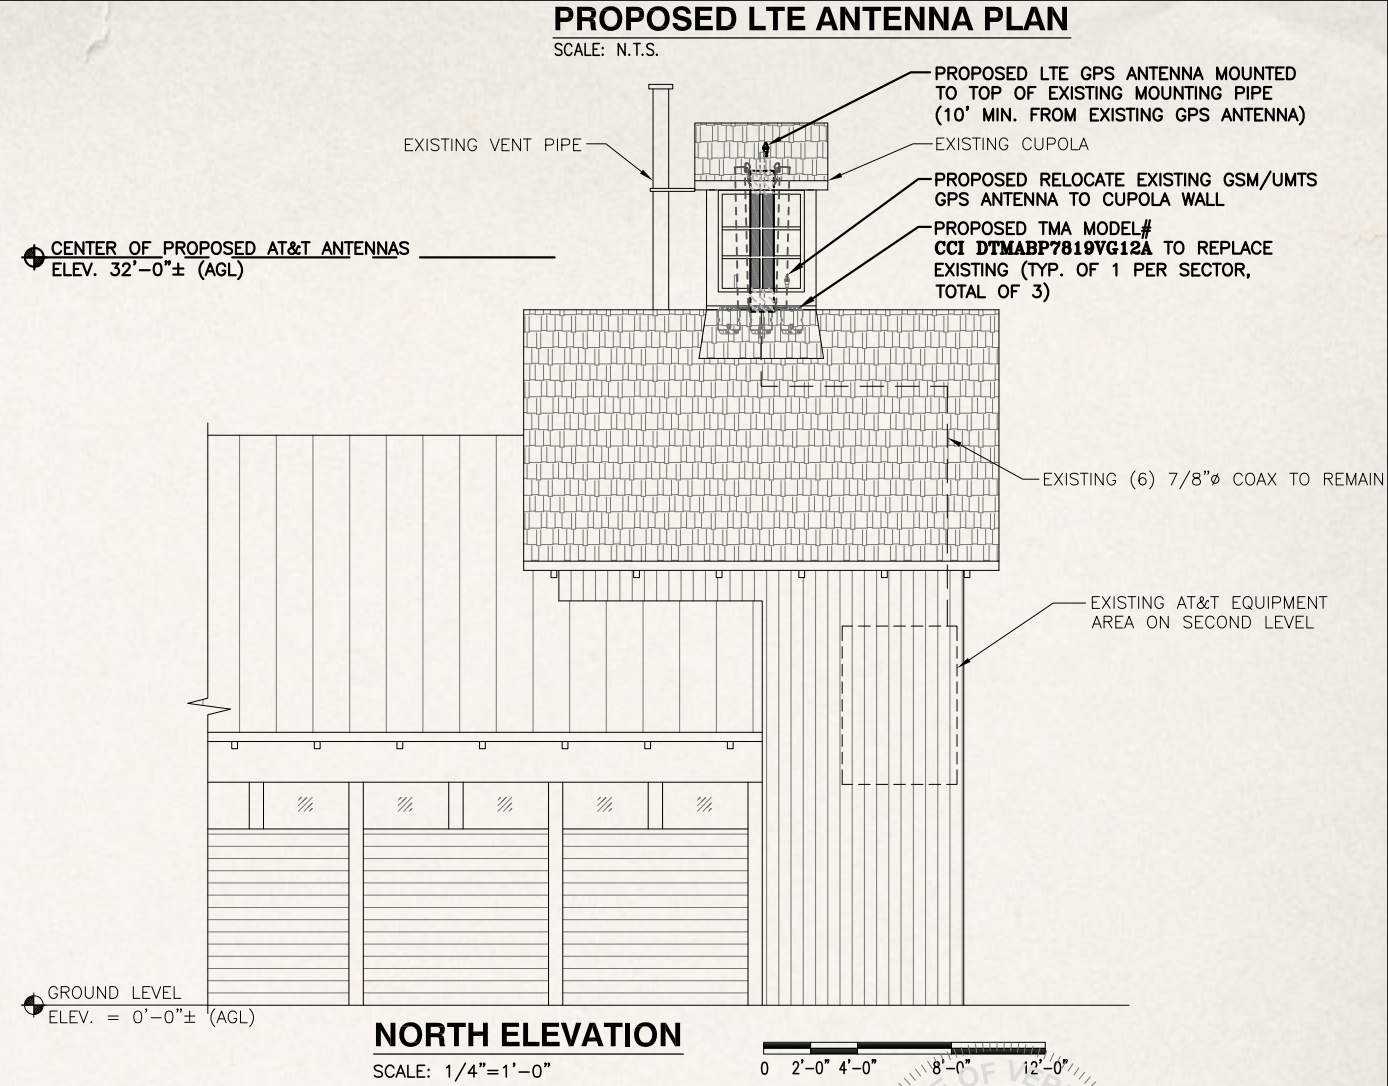 PROPOSED LTE ANTENNA PLAN
SCALE: N.T.S.
PROPOSED LTE GPS ANTENNA MOUNTED
TO TOP OF EXISTING MOUNTING PIPE
(10' MIN. FROM EXISTING GPS ANTENNA)
EXISTING VENT PIPE
EXISTING CUPOLA
PROPOSED RELOCATE EXISTING GSM/UMTS
GPS ANTENNA TO CUPOLA WALL
PROPOSED TMA MODEL#
CCI DTMABP7819VG12A TO REPLACE
EXISTING (TYP. OF 1 PER SECTOR,
TOTAL OF 3)
CENTER OF PROPOSED AT&T ANTENNAS
ELEV. 32'-0"± (AGL)
EXISTING (6) 7/8"ø COAX TO REMAIN
EXISTING AT&T EQUIPMENT
AREA ON SECOND LEVEL
GROUND LEVEL
ELEV. = 0'-0"± (AGL)
NORTH ELEVATION
SCALE: 1/4"=1'-0"
0 2'-0" 4'-0" 8'-0" 12'-0"
OF